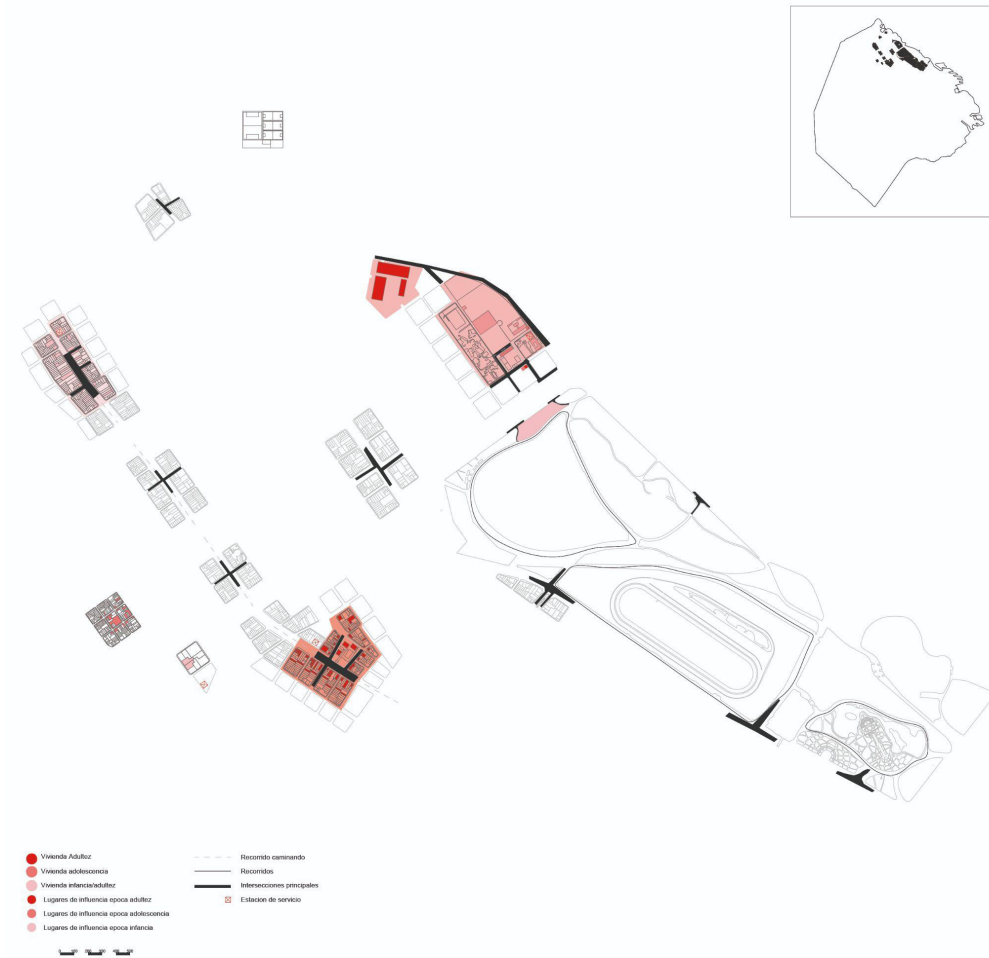 Vivienda Adultez
Vivienda adolescencia
Vivienda infancia/adultez
Lugares de influencia epoca adultez
Lugares de influencia epoca adolescencia
Lugares de influencia epoca infancia
Recorrido caminando
Recorridos
Intersecciones principales
Estacion de servicio